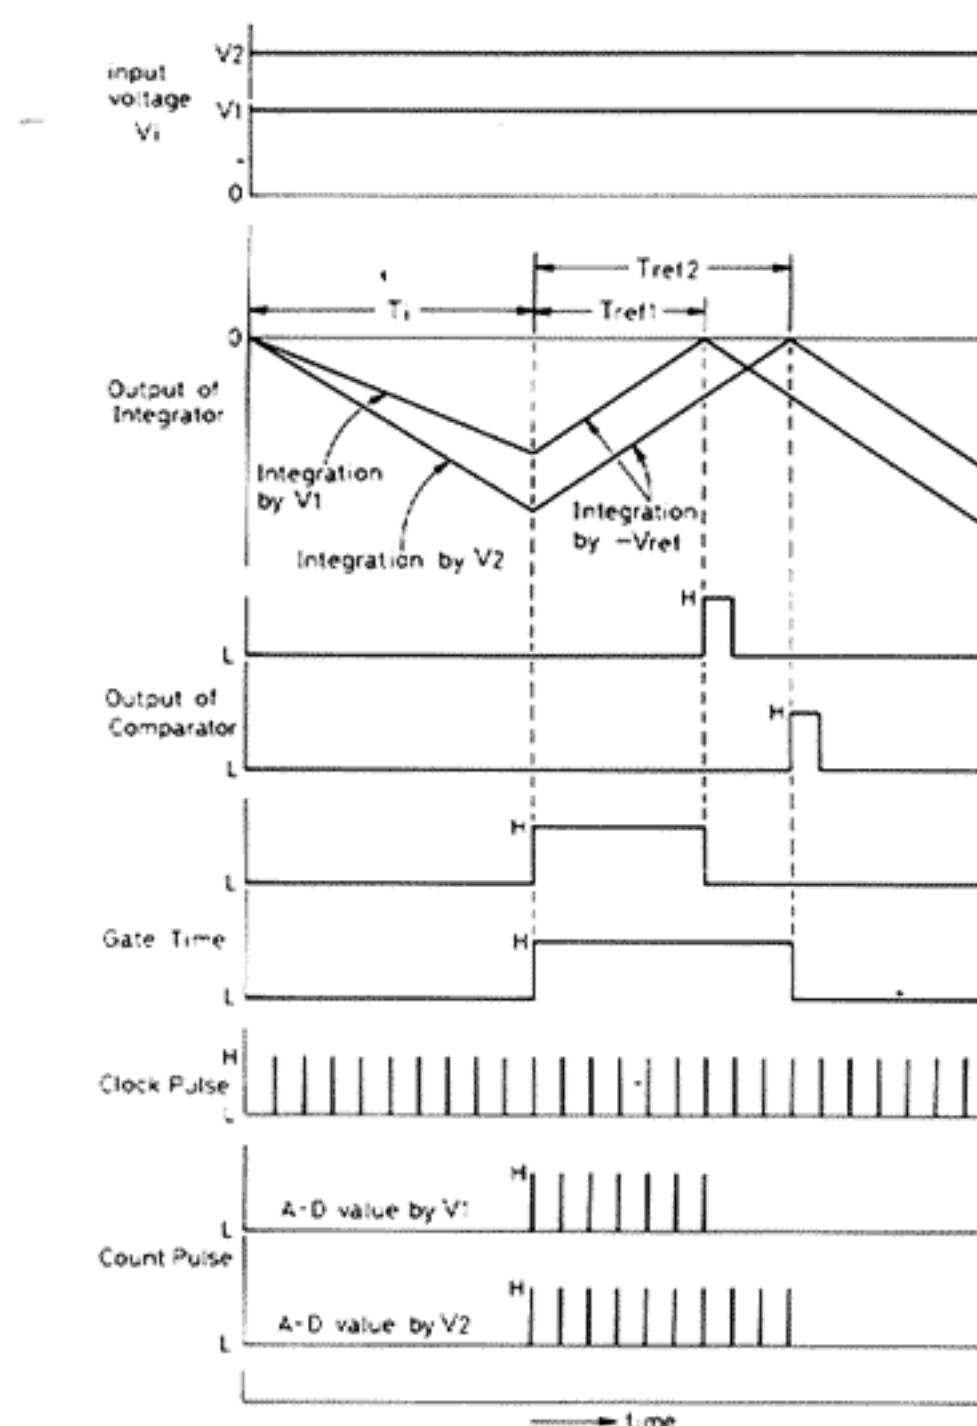 V2
input
voltage
Vi
V1
0
Tref2
Ti
Tref1
0
Output of
Integrator
Integration
by V1
Integration by V2
Integration
by -Vref
H
L
Output of
Comparator
H
L
H
L
Gate Time
H
L
H
Clock Pulse
L
H
A-D value by V1
L
Count Pulse
H
A-D value by V2
L
time